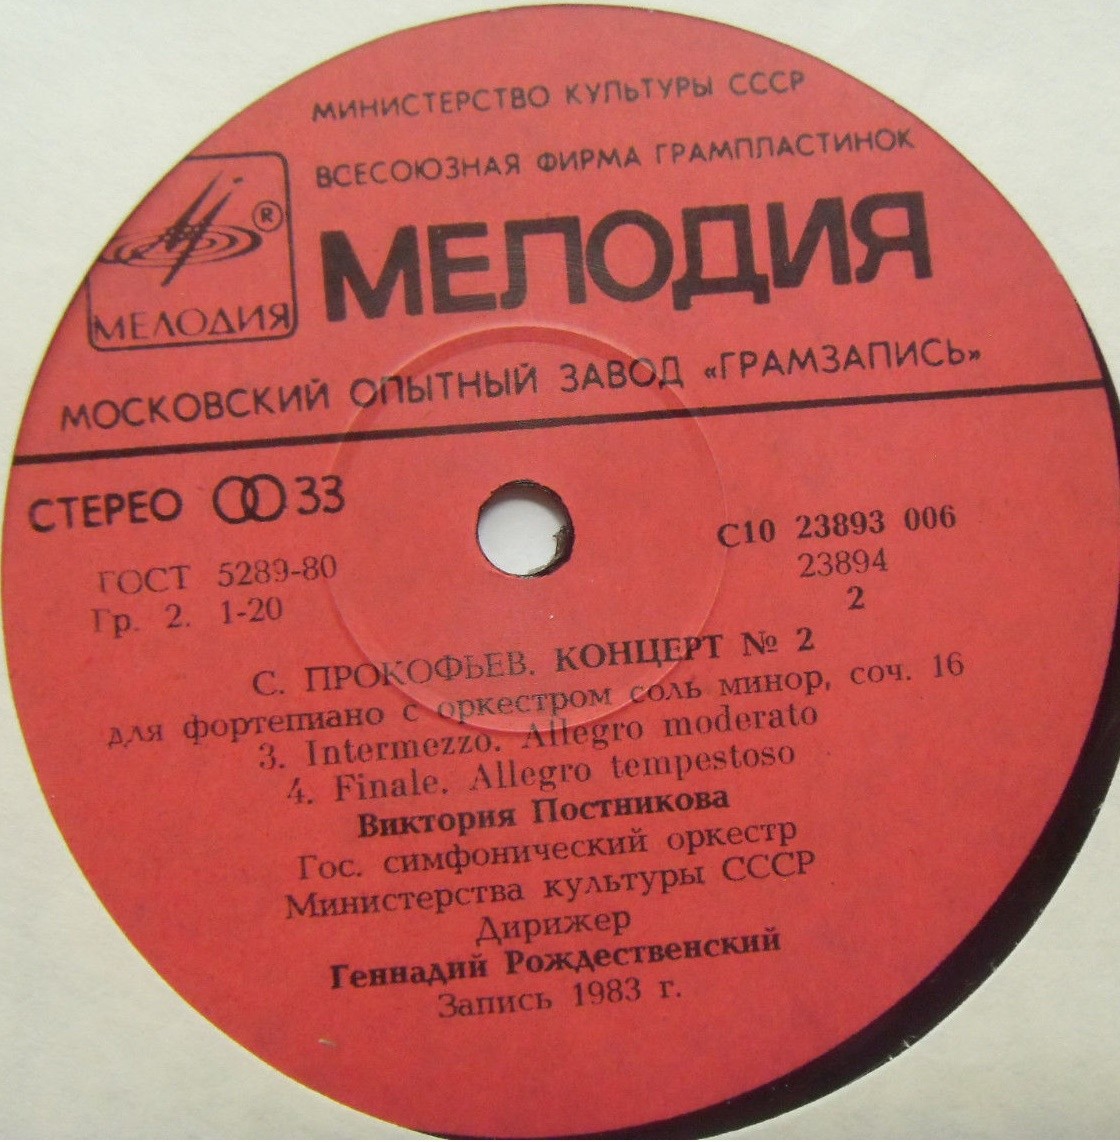 МИНИСТЕРСТВО КУЛЬТУРЫ СССР
ВСЕСОЮЗНАЯ ФИРМА ГРАМПЛАСТИНОК
МЕЛОДИЯ
®
МЕЛОДИЯ
МОСКОВСКИЙ ОПЫТНЫЙ ЗАВОД «ГРАМЗАПИСЬ»
СТЕРЕО 33
С10 23893 006
ГОСТ 5289-80
23894
Гр. 2. 1-20
2
С. ПРОКОФЬЕВ. КОНЦЕРТ № 2
для фортепиано с оркестром соль минор, соч. 16
3. Intermezzo. Allegro moderato
4. Finale. Allegro tempestoso
Виктория Постникова
Гос. симфонический оркестр
Министерства культуры СССР
Дирижер
Геннадий Рождественский
Запись 1983 г.